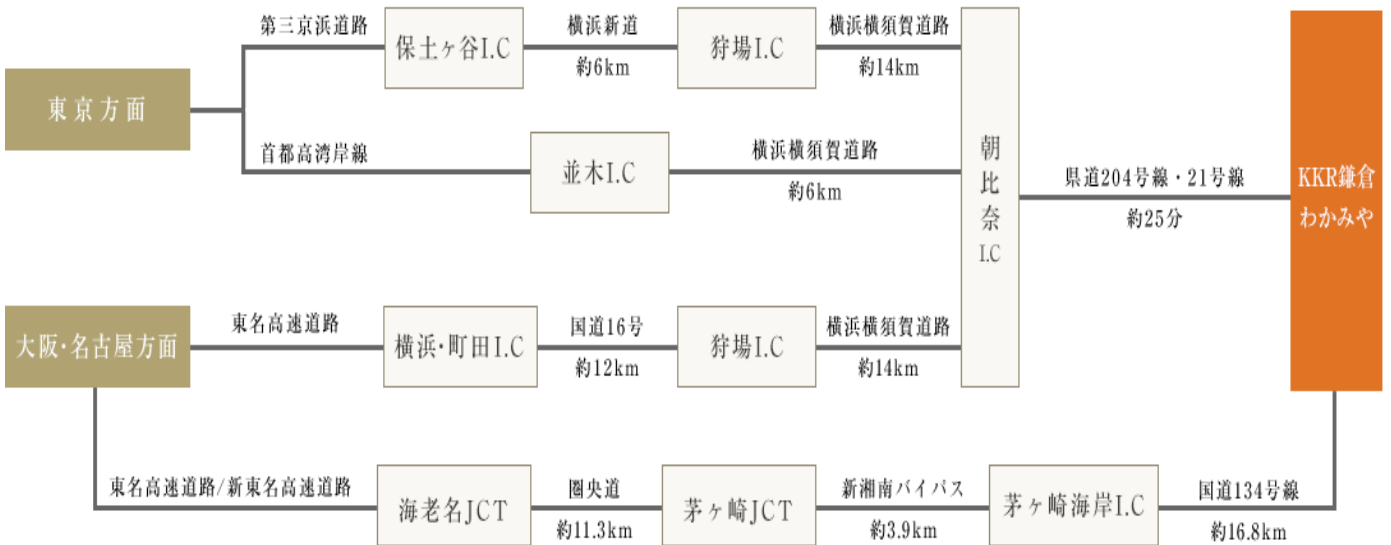 東京方面
第三京浜道路
保土ヶ谷I.C
横浜新道
約6km
狩場I.C
横浜横須賀道路
約14km
首都高湾岸線
並木I.C
横浜横須賀道路
約6km
朝比奈I.C
県道204号線・21号線
約25分
KKR鎌倉
わかみや
大阪・名古屋方面
東名高速道路
横浜・町田I.C
国道16号
約12km
狩場I.C
横浜横須賀道路
約14km
東名高速道路/新東名高速道路
海老名JCT
圏央道
約11.3km
茅ヶ崎JCT
新湘南バイパス
約3.9km
茅ヶ崎海岸I.C
国道134号線
約16.8km